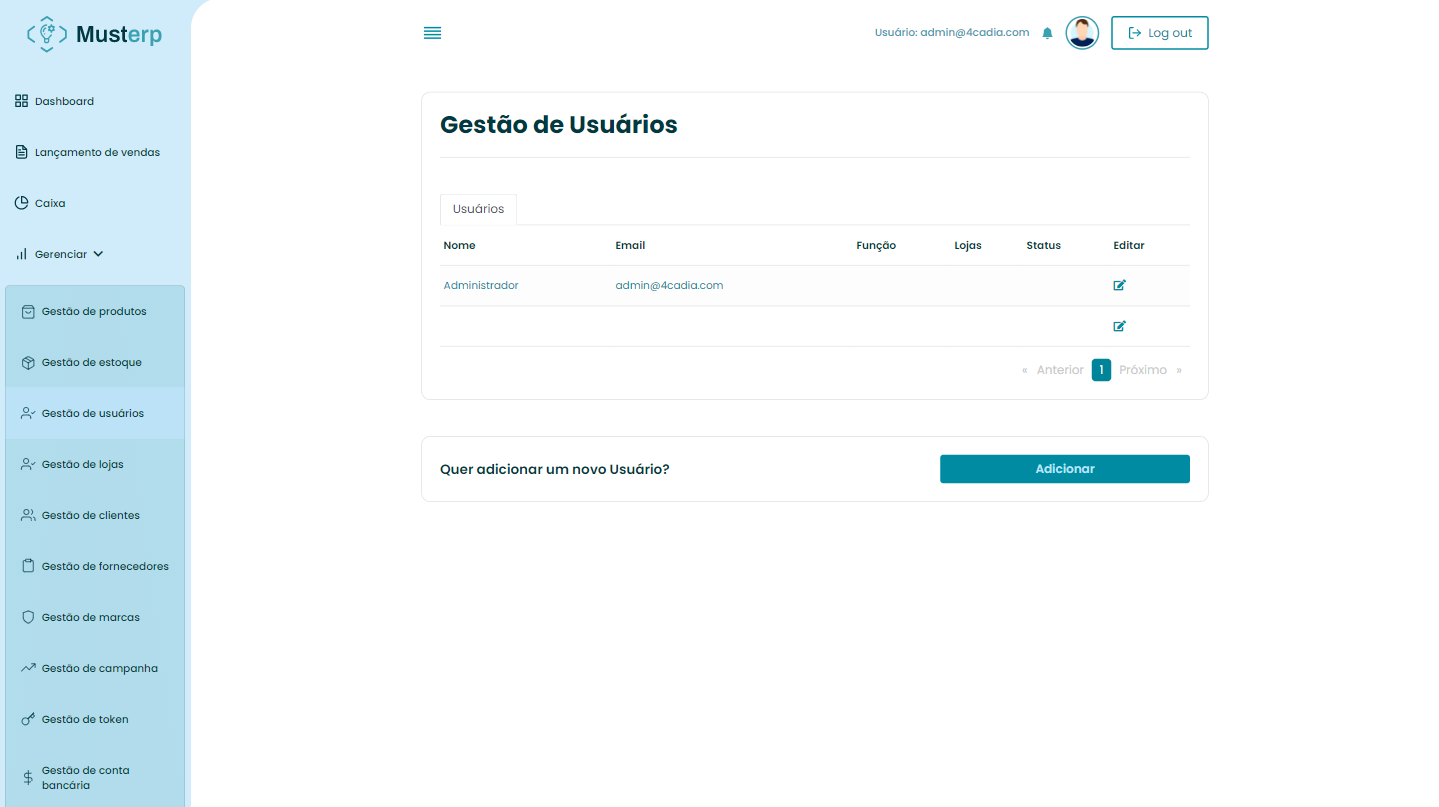 Musterp
Dashboard
Lançamento de vendas
Caixa
Gerenciar
Gestão de produtos
Gestão de estoque
Gestão de usuários
Gestão de lojas
Gestão de clientes
Gestão de fornecedores
Gestão de marcas
Gestão de campanha
Gestão de token
Gestão de conta
bancária
Usuário: admin@4cadia.com
Log out
Gestão de Usuários
Usuários
Nome Email Função Lojas Status Editar
Administrador admin@4cadia.com
« Anterior 1 Próximo »
Quer adicionar um novo Usuário?
Adicionar